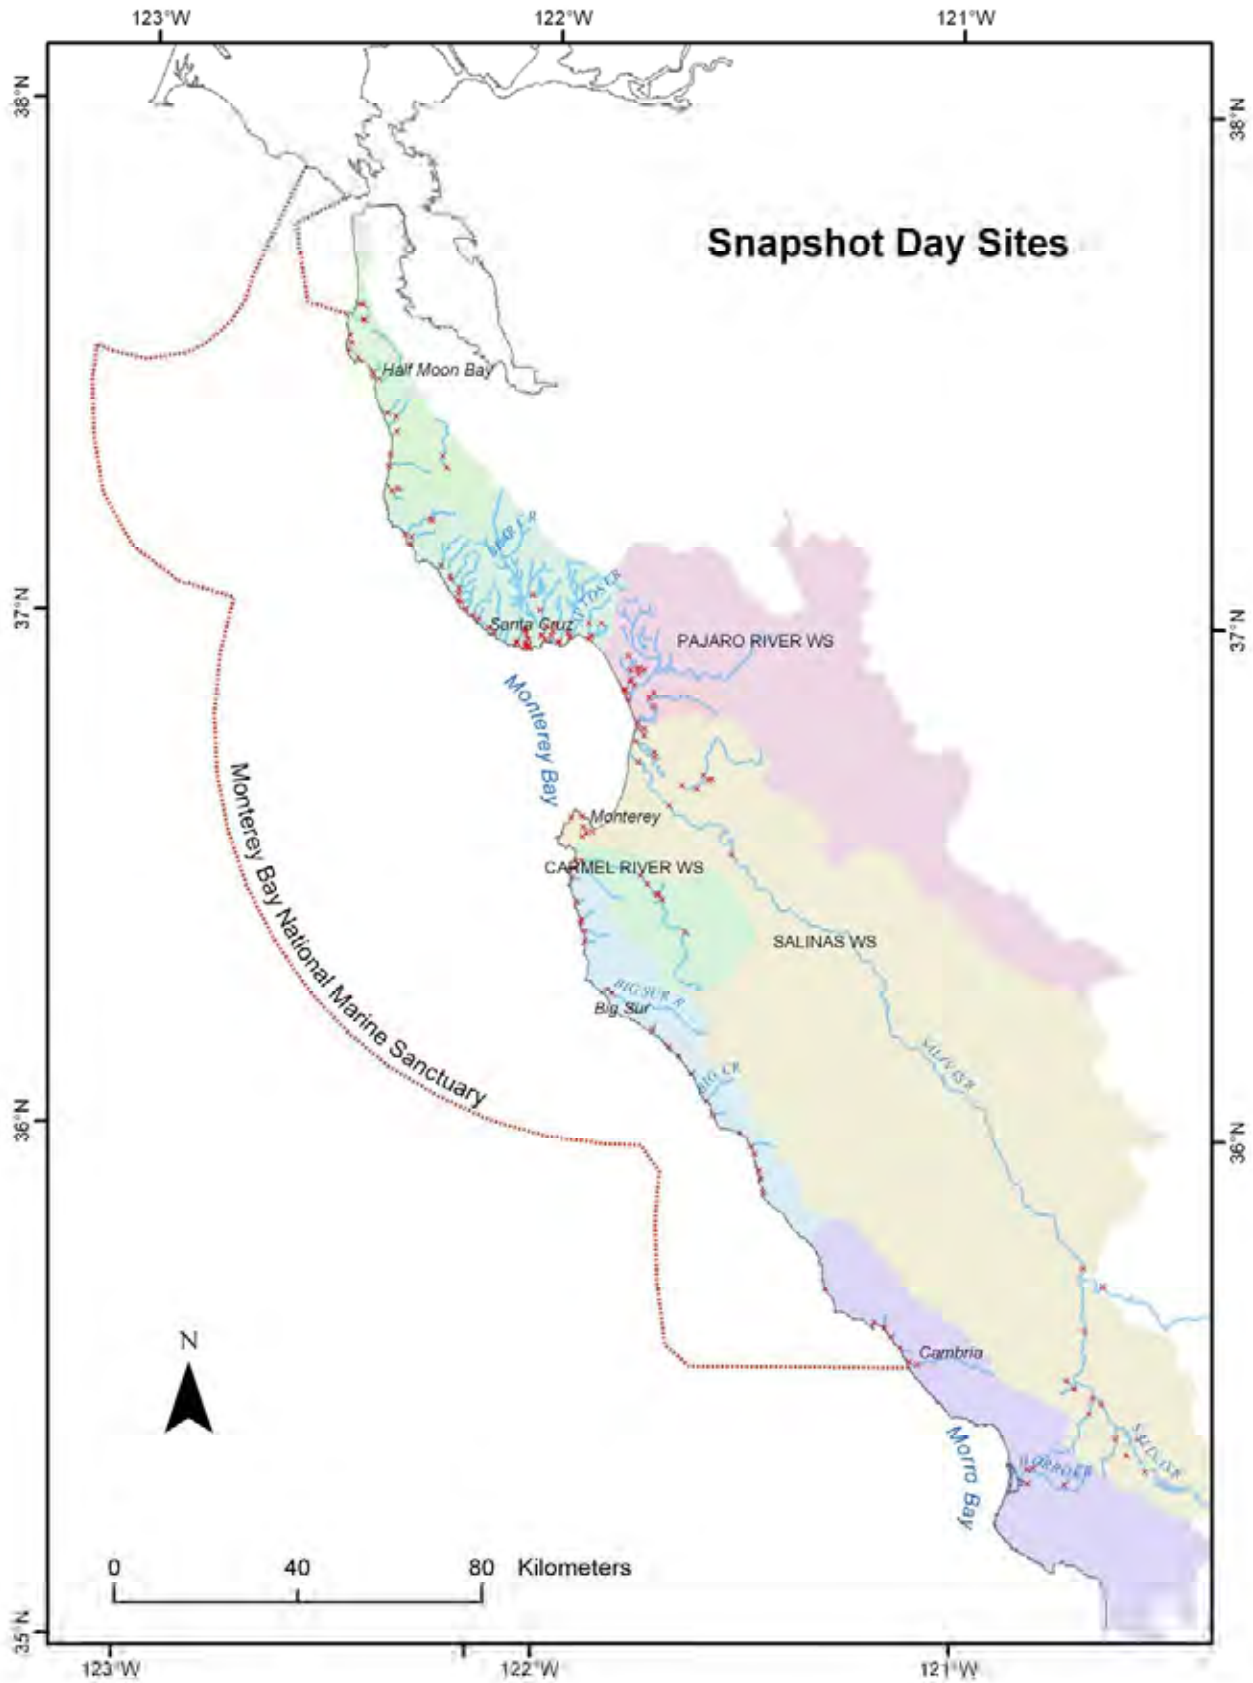 123°W
122°W
121°W
38°N
38°N
Snapshot Day Sites
Half Moon Bay
Santa Cruz
37°N
37°N
PAJARO RIVER WS
Monterey Bay
Monterey
CARMEL RIVER WS
SALINAS WS
Monterey Bay National Marine Sanctuary
BIG SUR R
Big Sur
BIG CR
36°N
36°N
N
Cambria
Morro Bay
0
40
80
Kilometers
35°N
123°W
122°W
121°W